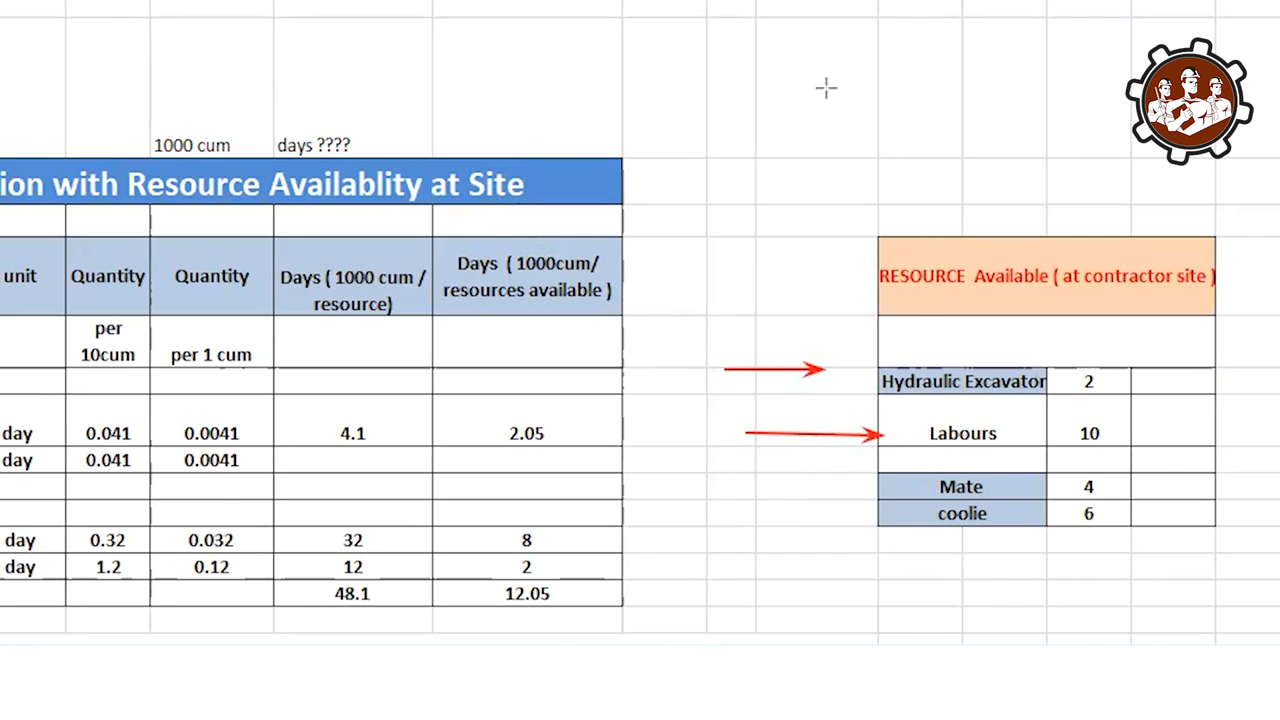 1000 cum days ????
ion with Resource Availablity at Site
unit Quantity Quantity Days ( 1000 cum / resource) Days ( 1000cum/ resources available )
per 10cum per 1 cum
day 0.041 0.0041 4.1 2.05
day 0.041 0.0041
day 0.32 0.032 32 8
day 1.2 0.12 12 2
48.1 12.05
RESOURCE Available ( at contractor site )
Hydraulic Excavator 2
Labours 10
Mate 4
coolie 6